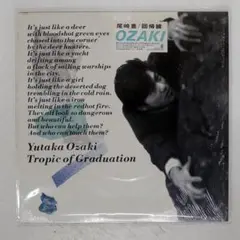 It's just like a deer
with bloodshot green eyes
chased into the corner
by the deer hunters.
It's just like a yacht
drifting among
a flock of sailing warships
in the city.
It's just like a girl
holding the deserted dog
trembling in the cold rain.
It's just like a iron
melting in the redhot fire.
They all look so dangerous
and beautiful.
But who can help them?
And who can touch them?
Yutaka Ozaki
Tropic of Graduation
尾崎豊/回帰線
OZAKI